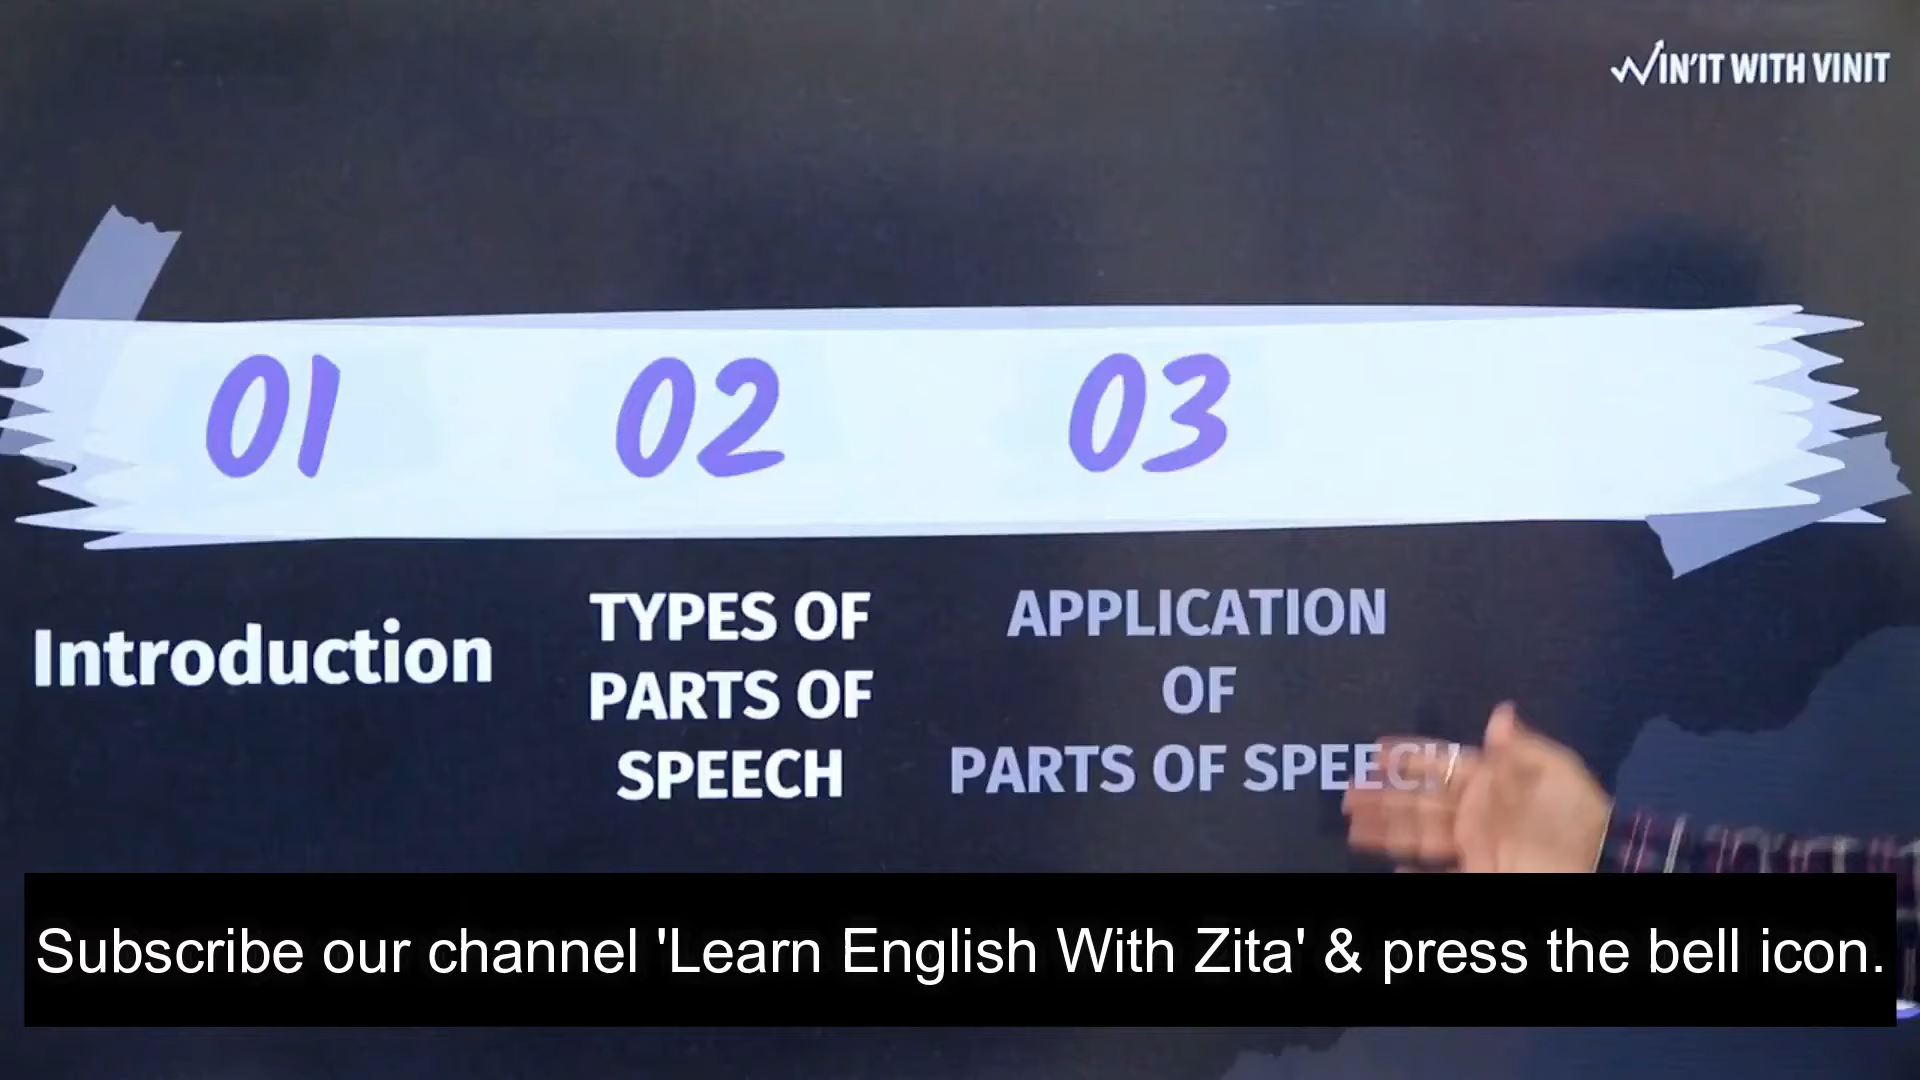 WIN'IT WITH VINIT
01
02
03
Introduction
TYPES OF
PARTS OF
SPEECH
APPLICATION
OF
PARTS OF SPEECH
Subscribe our channel 'Learn English With Zita' & press the bell icon.